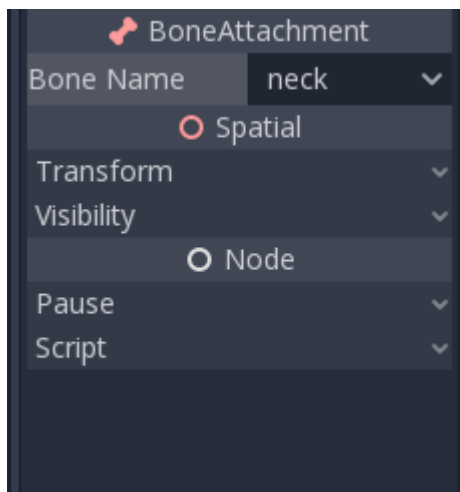 BoneAttachment
Bone Name neck
Spatial
Transform
Visibility
Node
Pause
Script